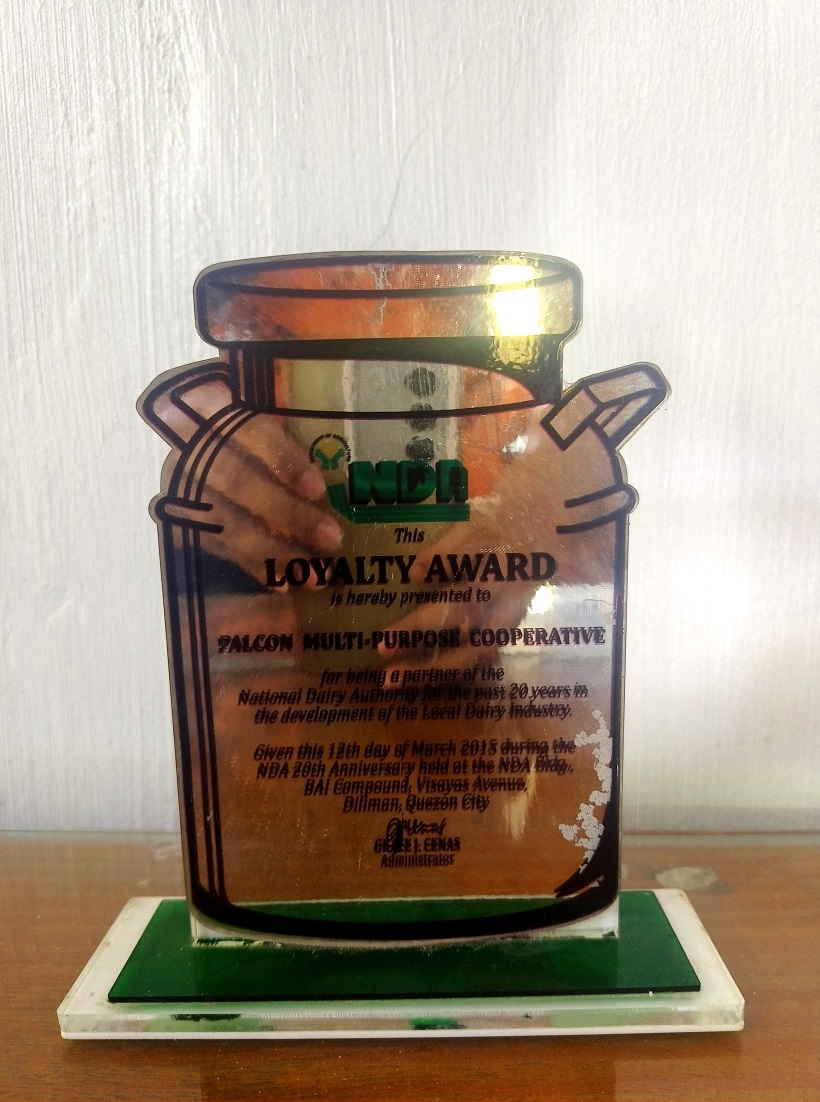 NDA
This
LOYALTY AWARD
is hereby presented to
PALCON MULTI-PURPOSE COOPERATIVE
for being a partner of the
National Dairy Authority for the past 20 years in
the development of the Local Dairy Industry.
Given this 12th day of March 2015 during the
NDA 20th Anniversary held at the NDA Bldg.,
BAI Compound, Visayas Avenue,
Diliman, Quezon City
GRACE J. CENAS
Administrator